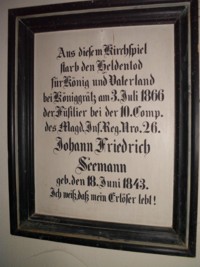 Aus diesem Kirchspiel
starb den Heldentod
für König und Vaterland
bei Königgrätz am 3. Juli 1866
der Füsilier bei der 10. Comp.
des Magd. Inf. Reg. Nro. 26.
Johann Friedrich
Seemann
geb. den 18. Juni 1843.
Ich weiß, daß mein Erlöser lebt!